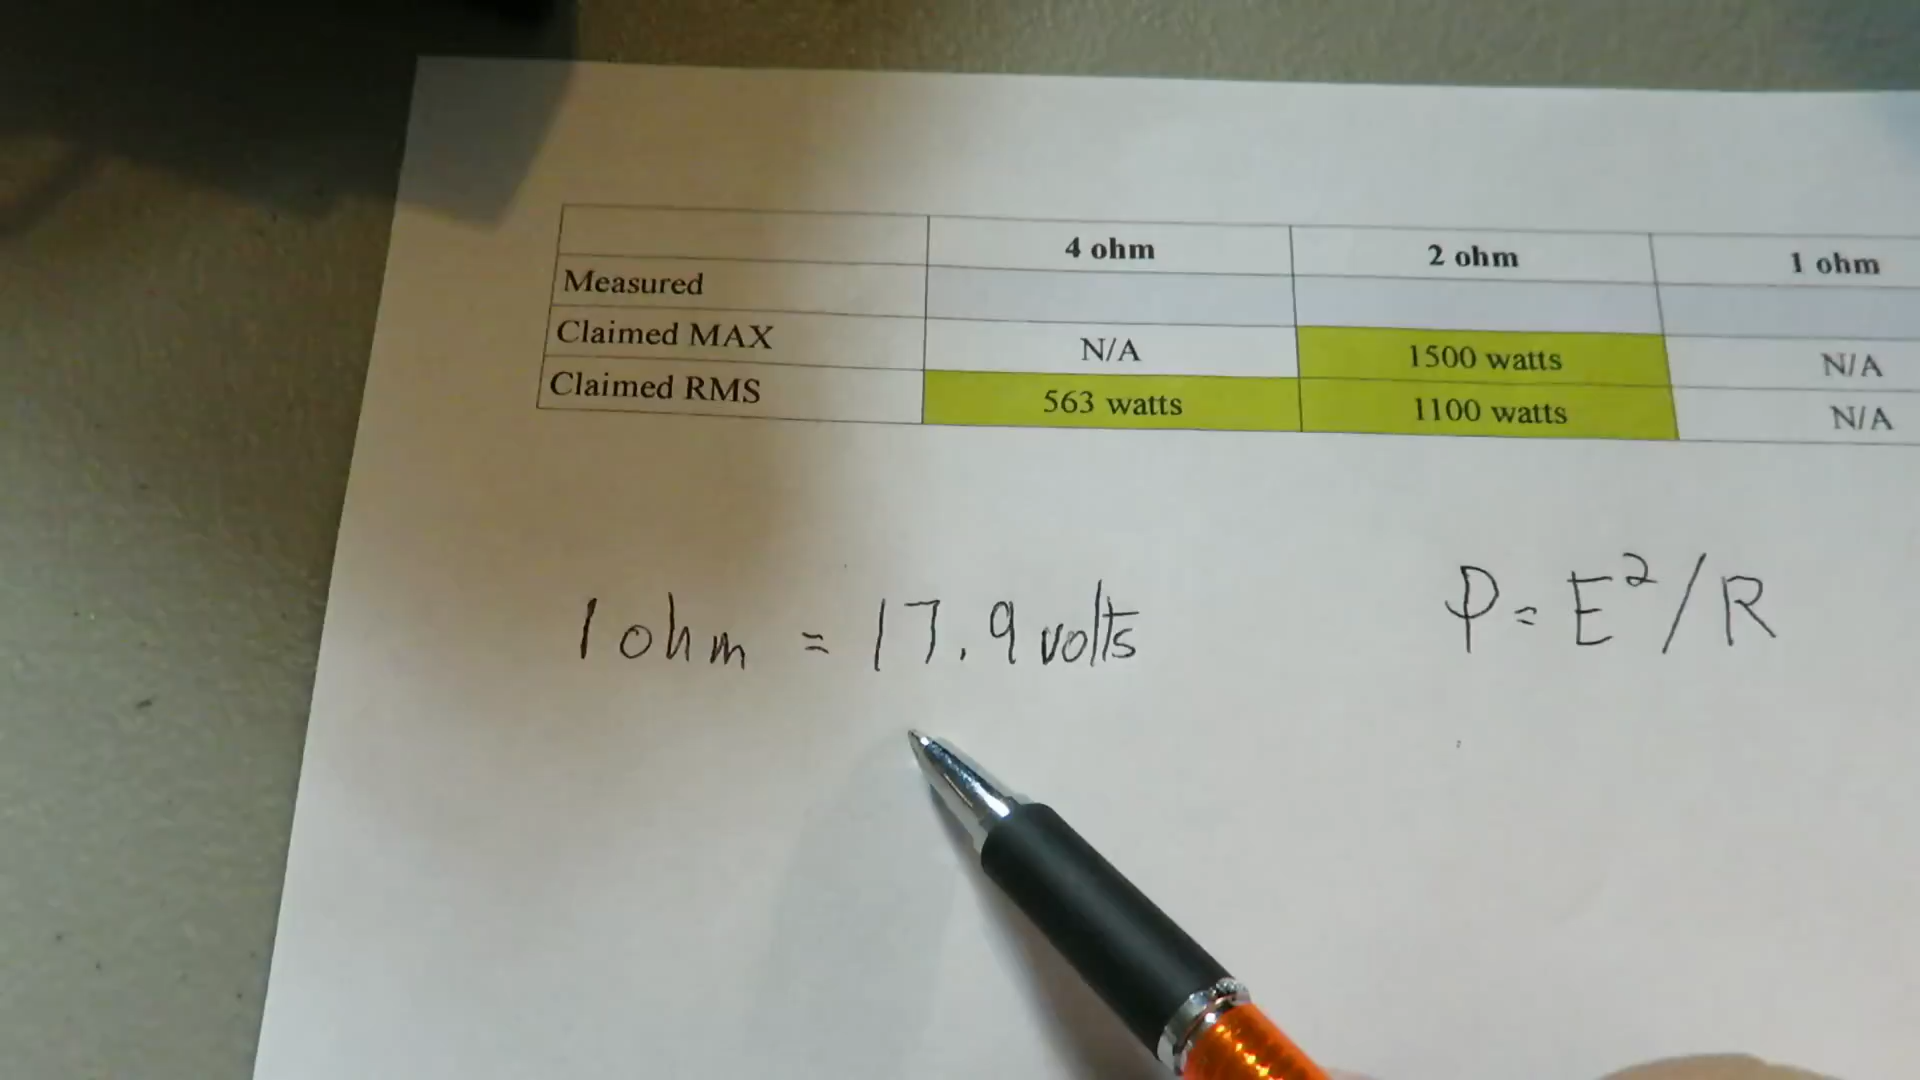 4 ohm 2 ohm 1 ohm
Measured
Claimed MAX N/A 1500 watts N/A
Claimed RMS 563 watts 1100 watts N/A
1 ohm = 17.9 volts P = E²/R